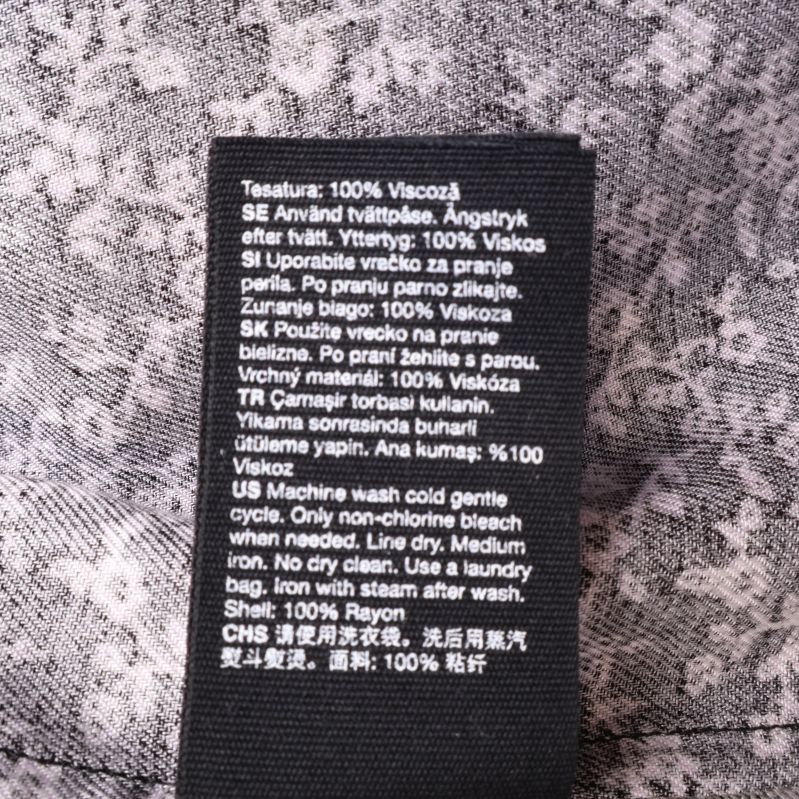 Tesatura: 100% Viscoză
SE Använd tvättpåse. Ångstryk
efter tvätt. Yttertyg: 100% Viskos
SI Uporabite vračko za pranje
perila. Po pranju parno zlikajte.
Zunanje blago: 100% Viskoza
SK Použite vrecko na pranie
bielizne. Po praní žehlite s parou.
Vrchný materiál: 100% Viskóza
TR Çamaşir torbasi kullanin.
Yikama sonrasinda buharli
ütüleme yapin. Ana kumaş: %100
Viskoz
US Machine wash cold gentle
cycle. Only non-chlorine bleach
when needed. Line dry. Medium
iron. No dry clean. Use a laundry
bag. Iron with steam after wash.
Shell: 100% Rayon
CHS 请使用洗衣袋。洗后用蒸汽
熨斗熨烫。面料: 100% 粘纤